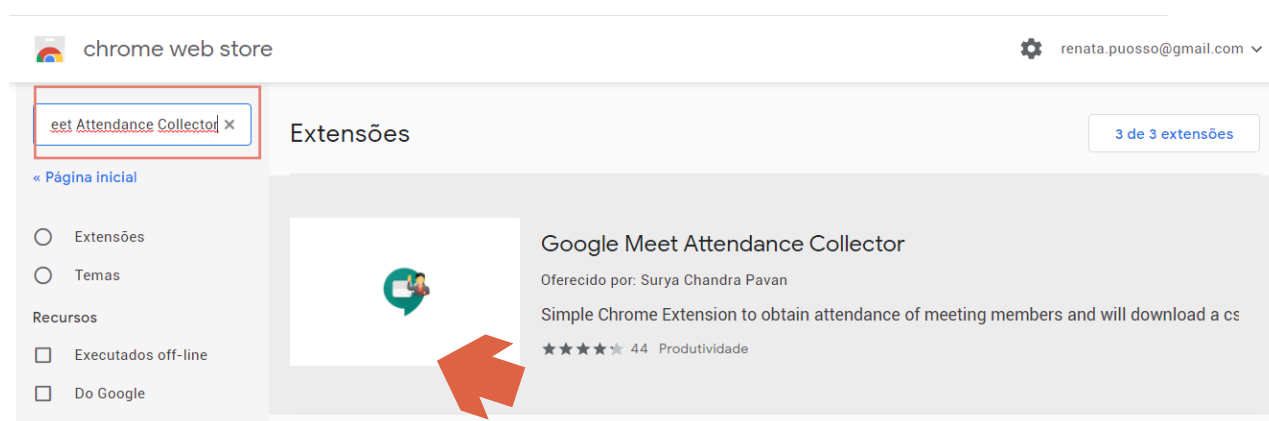 chrome web store
renata.puosso@gmail.com
eet Attendance Collector
Extensões
3 de 3 extensões
« Página inicial
Extensões
Temas
Recursos
Executados off-line
Do Google
Google Meet Attendance Collector
Oferecido por: Surya Chandra Pavan
Simple Chrome Extension to obtain attendance of meeting members and will download a cs
44 Produtividade